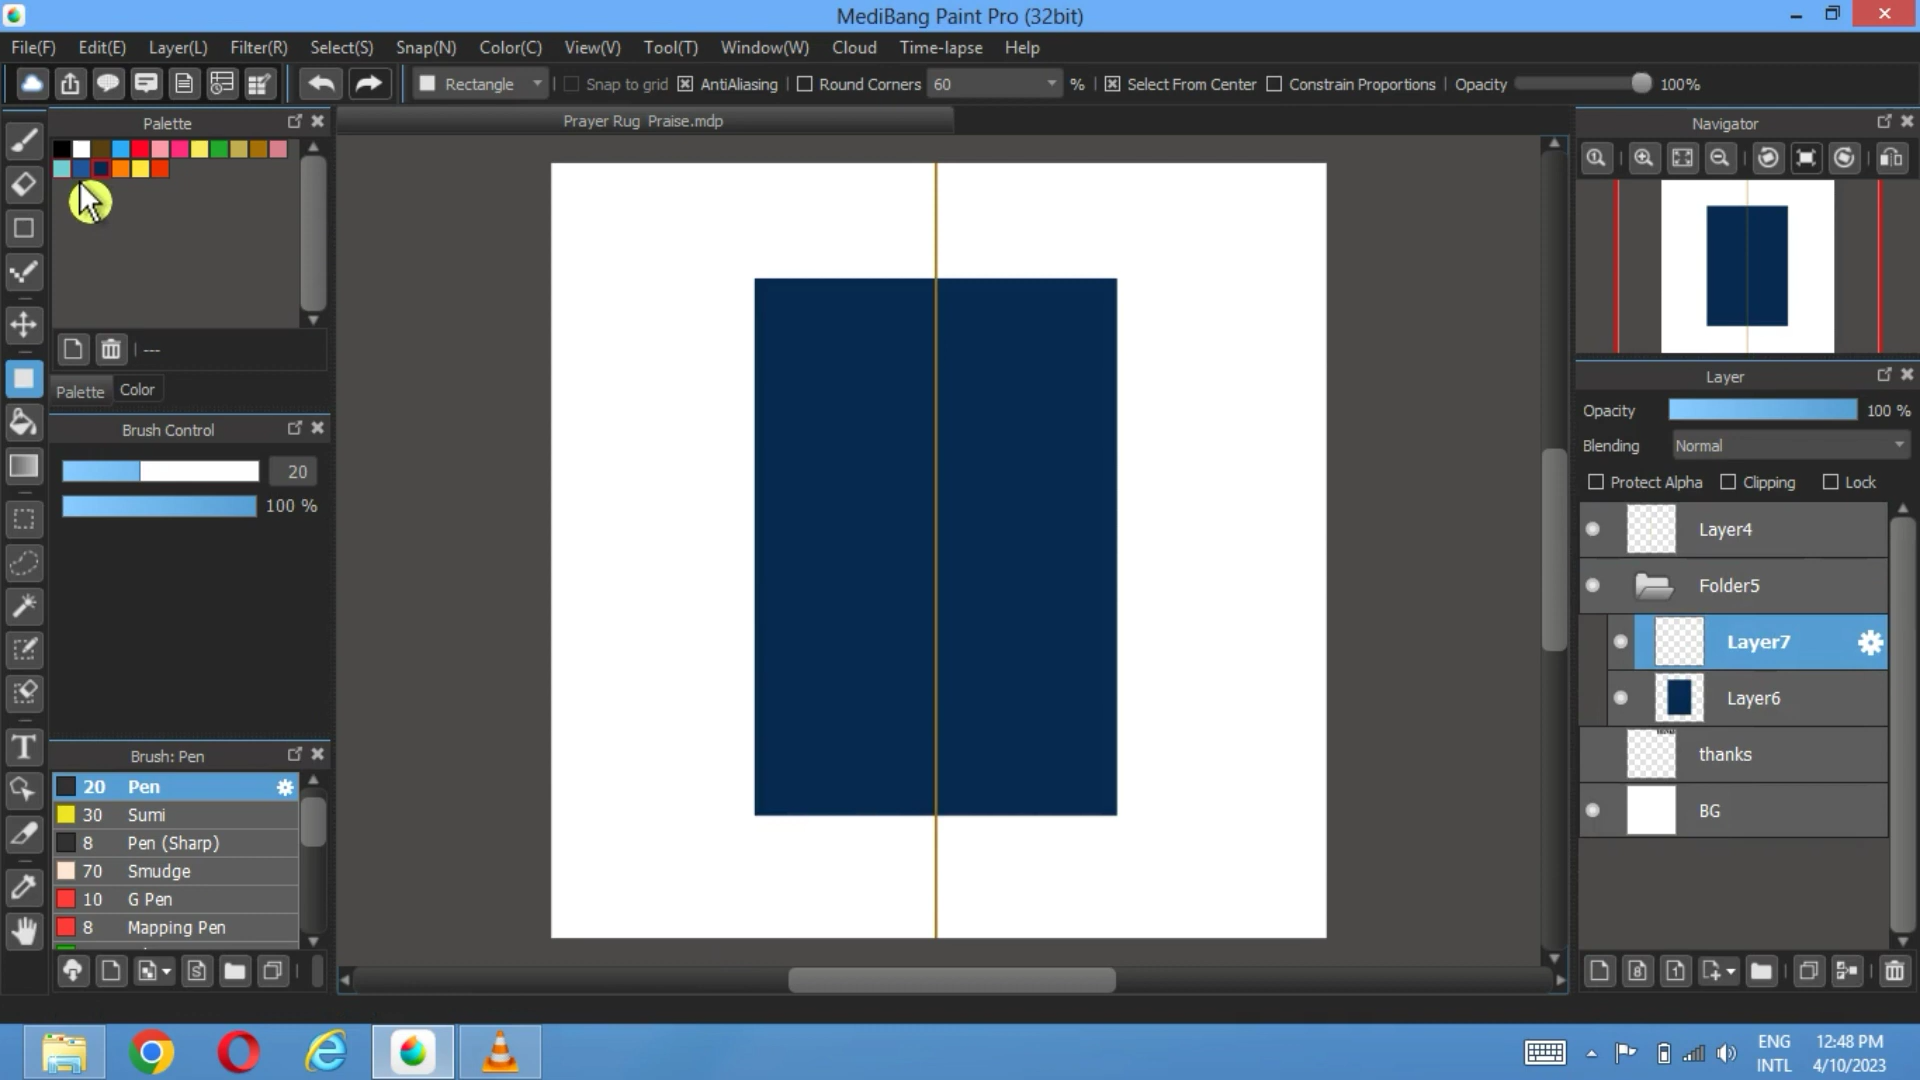 MediBang Paint Pro (32bit)
File(F) Edit(E) Layer(L) Filter(R) Select(S) Snap(N) Color(C) View(V) Tool(T) Window(W) Cloud Time-lapse Help
Rectangle Snap to grid AntiAliasing Round Corners 60 % Select From Center Constrain Proportions Opacity 100%
Palette
Prayer Rug Praise.mdp
Navigator
---
Palette Color
Layer
Opacity 100 %
Blending Normal
Protect Alpha Clipping Lock
Brush Control
20
100 %
Layer4
Folder5
Layer7
Layer6
thanks
BG
Brush: Pen
20 Pen
30 Sumi
8 Pen (Sharp)
70 Smudge
10 G Pen
8 Mapping Pen
ENG
INTL
12:48 PM
4/10/2023